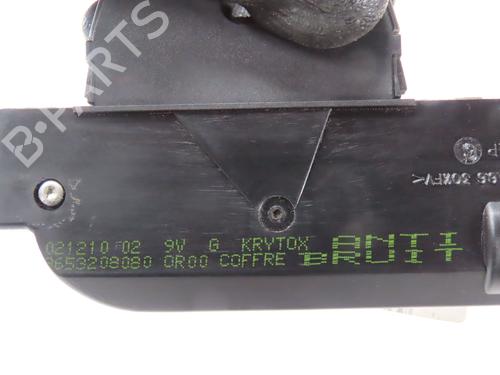 B-PARTS
021210 02 9V G KRYTOX ANTI
9653208080 OR00 COFFRE BRUIT